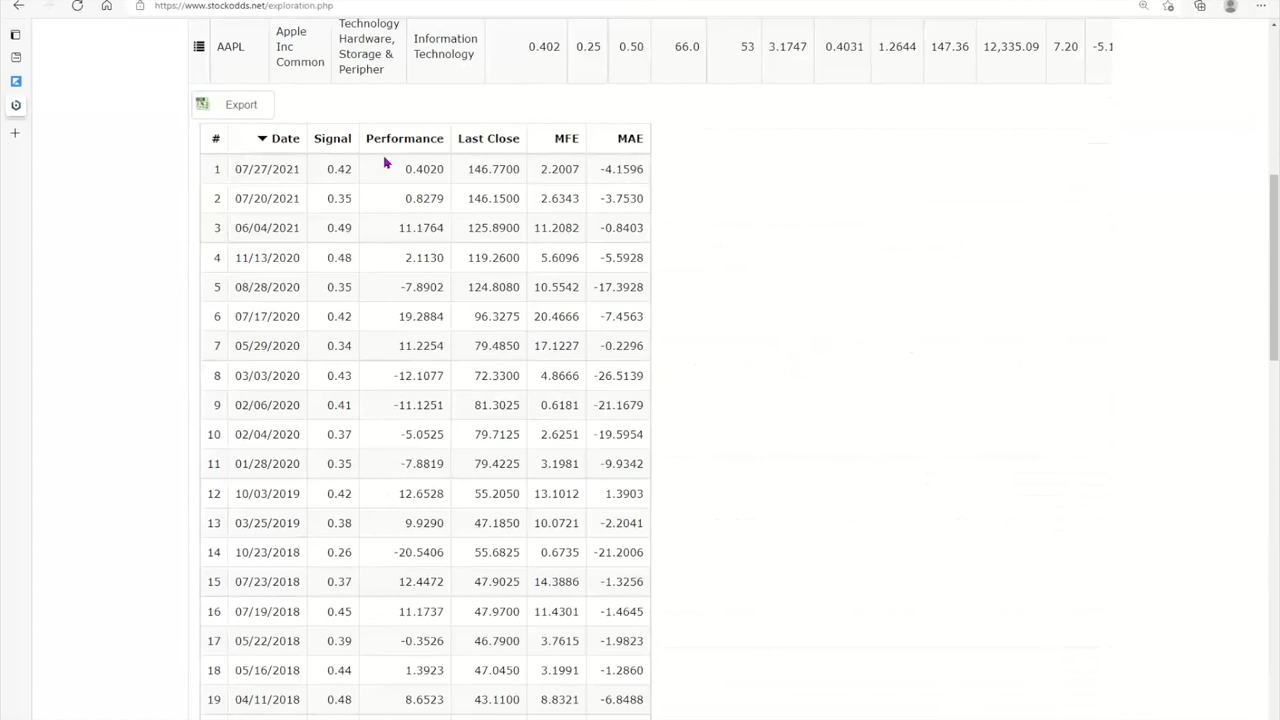 https://www.stockodds.net/exploration.php
AAPL Apple Inc Common Technology Hardware, Storage & Peripher Information Technology 0.402 0.25 0.50 66.0 53 3.1747 0.4031 1.2644 147.36 12,335.09 7.20 -5.1
Export
# Date Signal Performance Last Close MFE MAE
1 07/27/2021 0.42 0.4020 146.7700 2.2007 -4.1596
2 07/20/2021 0.35 0.8279 146.1500 2.6343 -3.7530
3 06/04/2021 0.49 11.1764 125.8900 11.2082 -0.8403
4 11/13/2020 0.48 2.1130 119.2600 5.6096 -5.5928
5 08/28/2020 0.35 -7.8902 124.8080 10.5542 -17.3928
6 07/17/2020 0.42 19.2884 96.3275 20.4666 -7.4563
7 05/29/2020 0.34 11.2254 79.4850 17.1227 -0.2296
8 03/03/2020 0.43 -12.1077 72.3300 4.8666 -26.5139
9 02/06/2020 0.41 -11.1251 81.3025 0.6181 -21.1679
10 02/04/2020 0.37 -5.0525 79.7125 2.6251 -19.5954
11 01/28/2020 0.35 -7.8819 79.4225 3.1981 -9.9342
12 10/03/2019 0.42 12.6528 55.2050 13.1012 1.3903
13 03/25/2019 0.38 9.9290 47.1850 10.0721 -2.2041
14 10/23/2018 0.26 -20.5406 55.6825 0.6735 -21.2006
15 07/23/2018 0.37 12.4472 47.9025 14.3886 -1.3256
16 07/19/2018 0.45 11.1737 47.9700 11.4301 -1.4645
17 05/22/2018 0.39 -0.3526 46.7900 3.7615 -1.9823
18 05/16/2018 0.44 1.3923 47.0450 3.1991 -1.2860
19 04/11/2018 0.48 8.6523 43.1100 8.8321 -6.8488